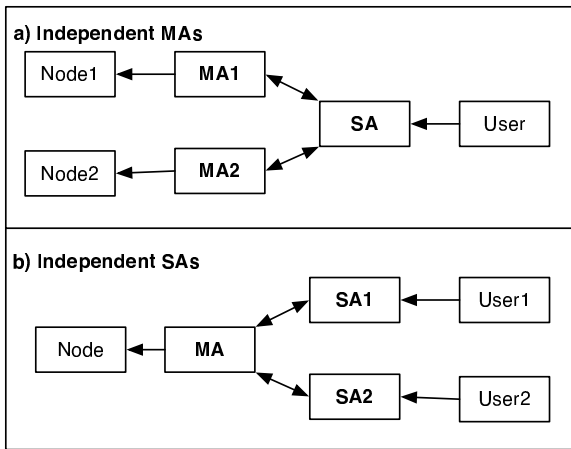 a) Independent MAs
Node1
MA1
SA
User
Node2
MA2
b) Independent SAs
SA1
User1
Node
MA
SA2
User2